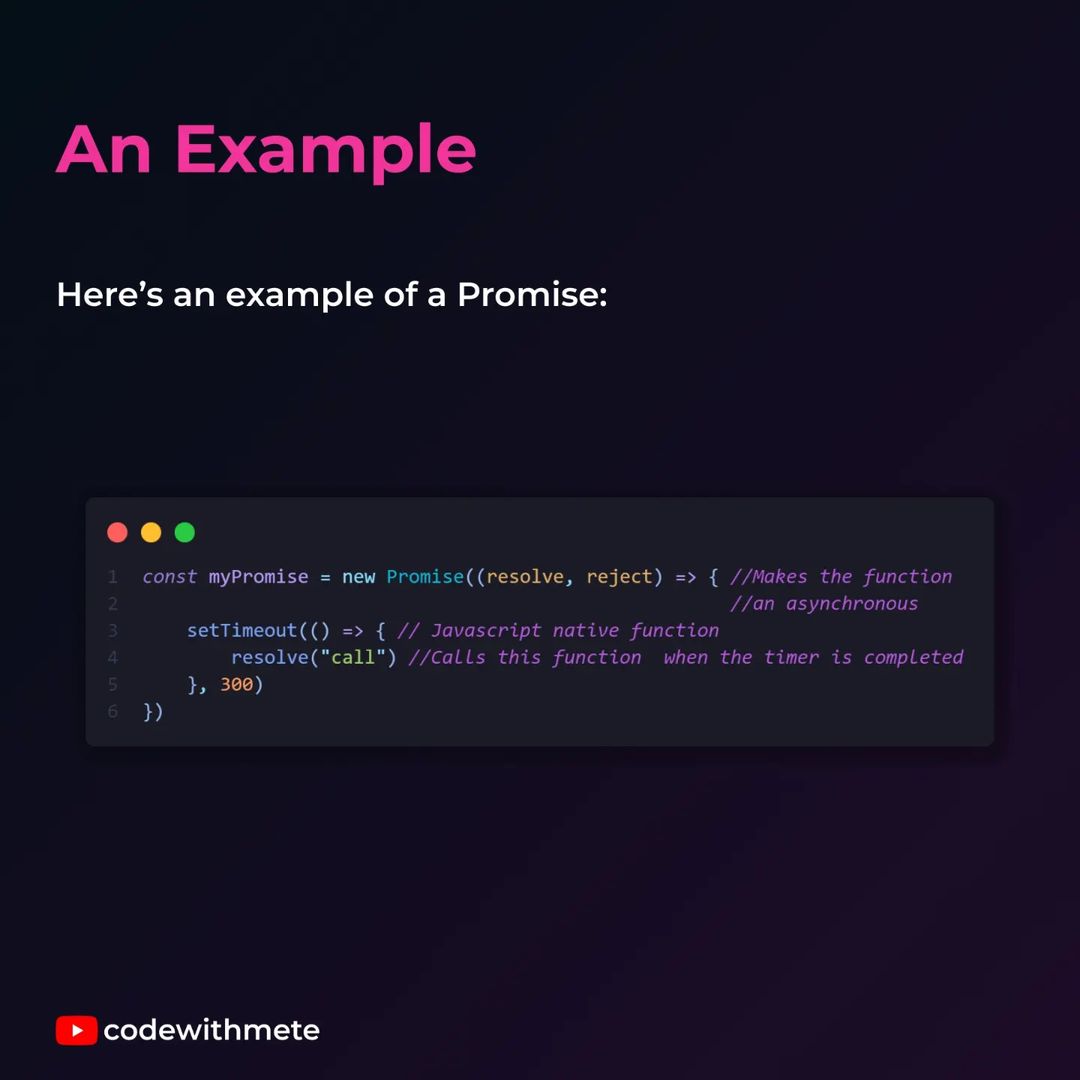 An Example
Here’s an example of a Promise:
1 const myPromise = new Promise((resolve, reject) => { //Makes the function
2 //an asynchronous
3 setTimeout(() => { // Javascript native function
4 resolve("call") //Calls this function  when the timer is completed
5 }, 300)
6 })
codewithmete